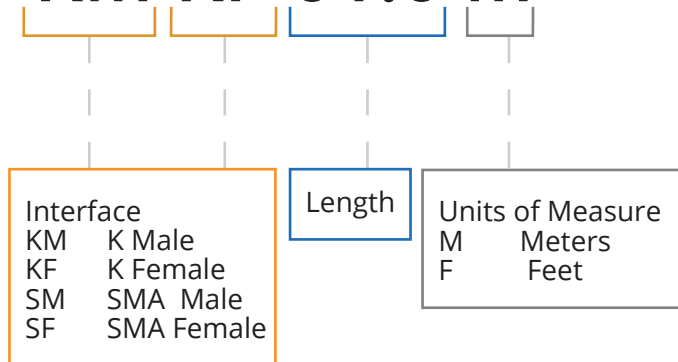 Interface
KM K Male
KF K Female
SM SMA Male
SF SMA Female
Length
Units of Measure
M Meters
F Feet